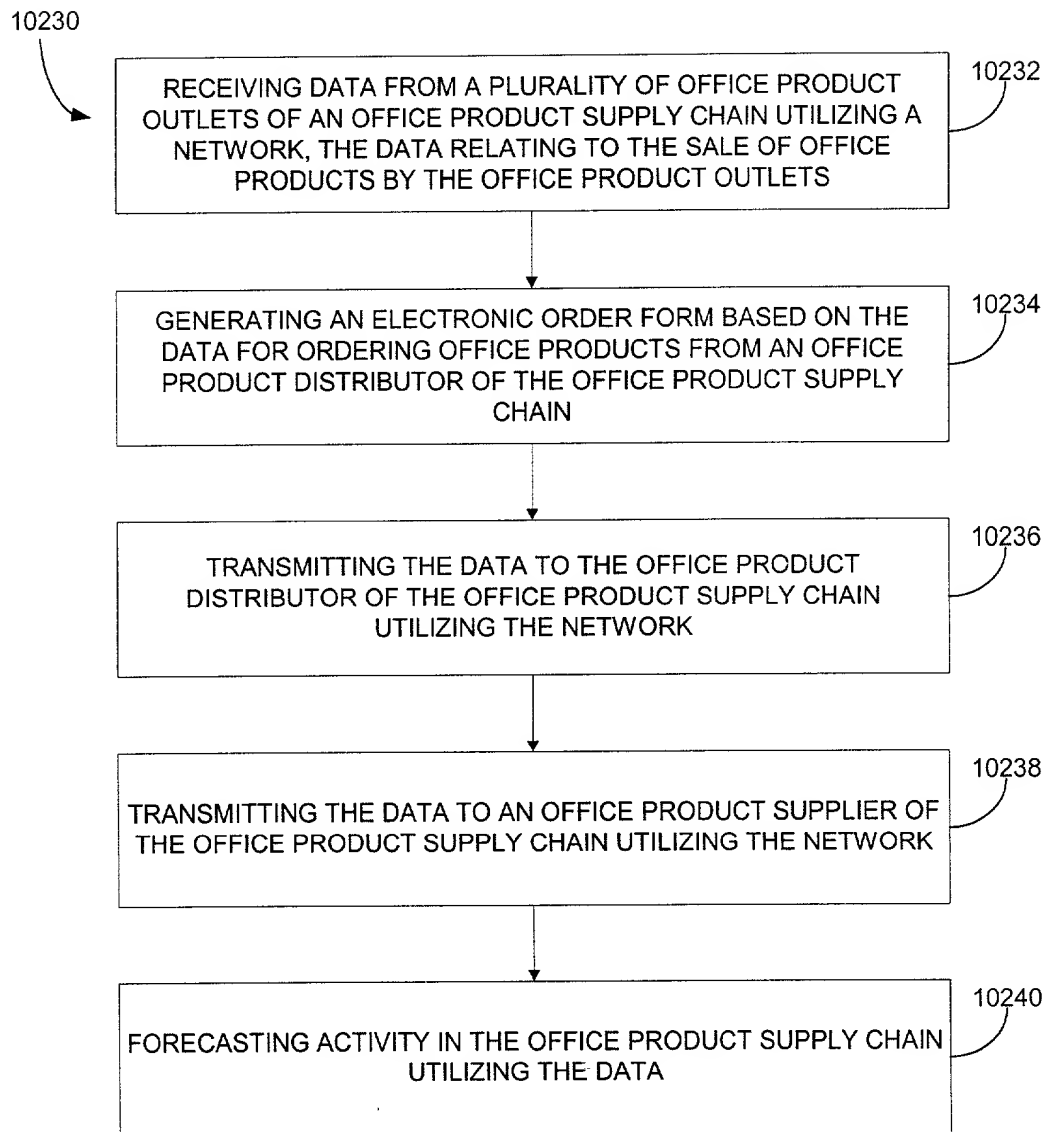 10230
RECEIVING DATA FROM A PLURALITY OF OFFICE PRODUCT
OUTLETS OF AN OFFICE PRODUCT SUPPLY CHAIN UTILIZING A
NETWORK, THE DATA RELATING TO THE SALE OF OFFICE
PRODUCTS BY THE OFFICE PRODUCT OUTLETS
10232
GENERATING AN ELECTRONIC ORDER FORM BASED ON THE
DATA FOR ORDERING OFFICE PRODUCTS FROM AN OFFICE
PRODUCT DISTRIBUTOR OF THE OFFICE PRODUCT SUPPLY
CHAIN
10234
TRANSMITTING THE DATA TO THE OFFICE PRODUCT
DISTRIBUTOR OF THE OFFICE PRODUCT SUPPLY CHAIN
UTILIZING THE NETWORK
10236
TRANSMITTING THE DATA TO AN OFFICE PRODUCT SUPPLIER OF
THE OFFICE PRODUCT SUPPLY CHAIN UTILIZING THE NETWORK
10238
FORECASTING ACTIVITY IN THE OFFICE PRODUCT SUPPLY CHAIN
UTILIZING THE DATA
10240